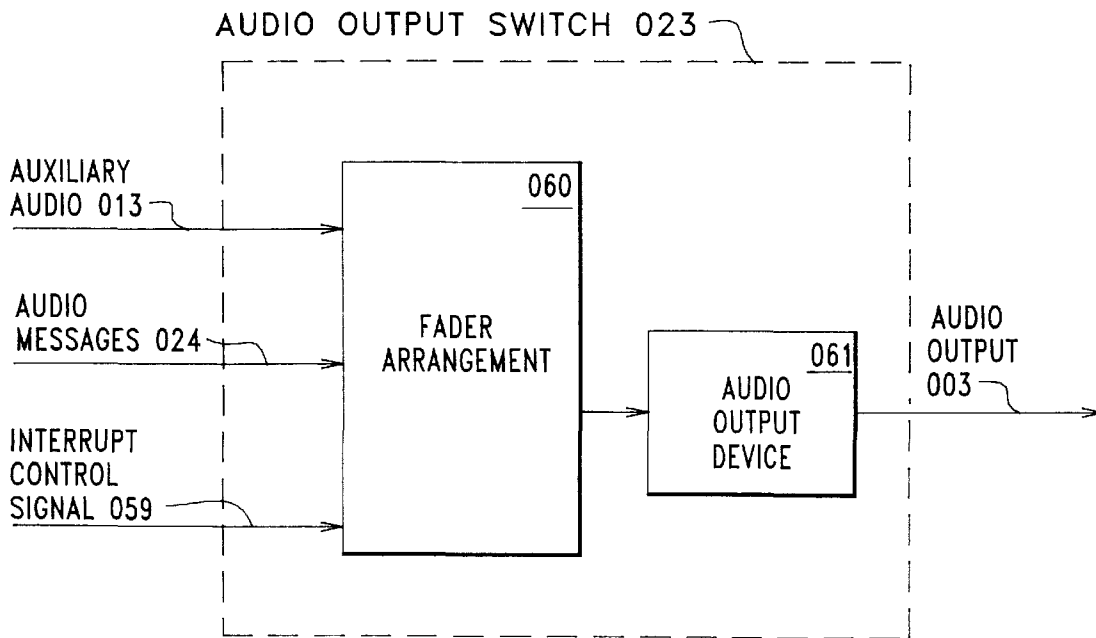 AUDIO OUTPUT SWITCH 023
AUXILIARY
AUDIO 013
AUDIO
MESSAGES 024
INTERRUPT
CONTROL
SIGNAL 059
060
FADER
ARRANGEMENT
061
AUDIO
OUTPUT
DEVICE
AUDIO
OUTPUT
003